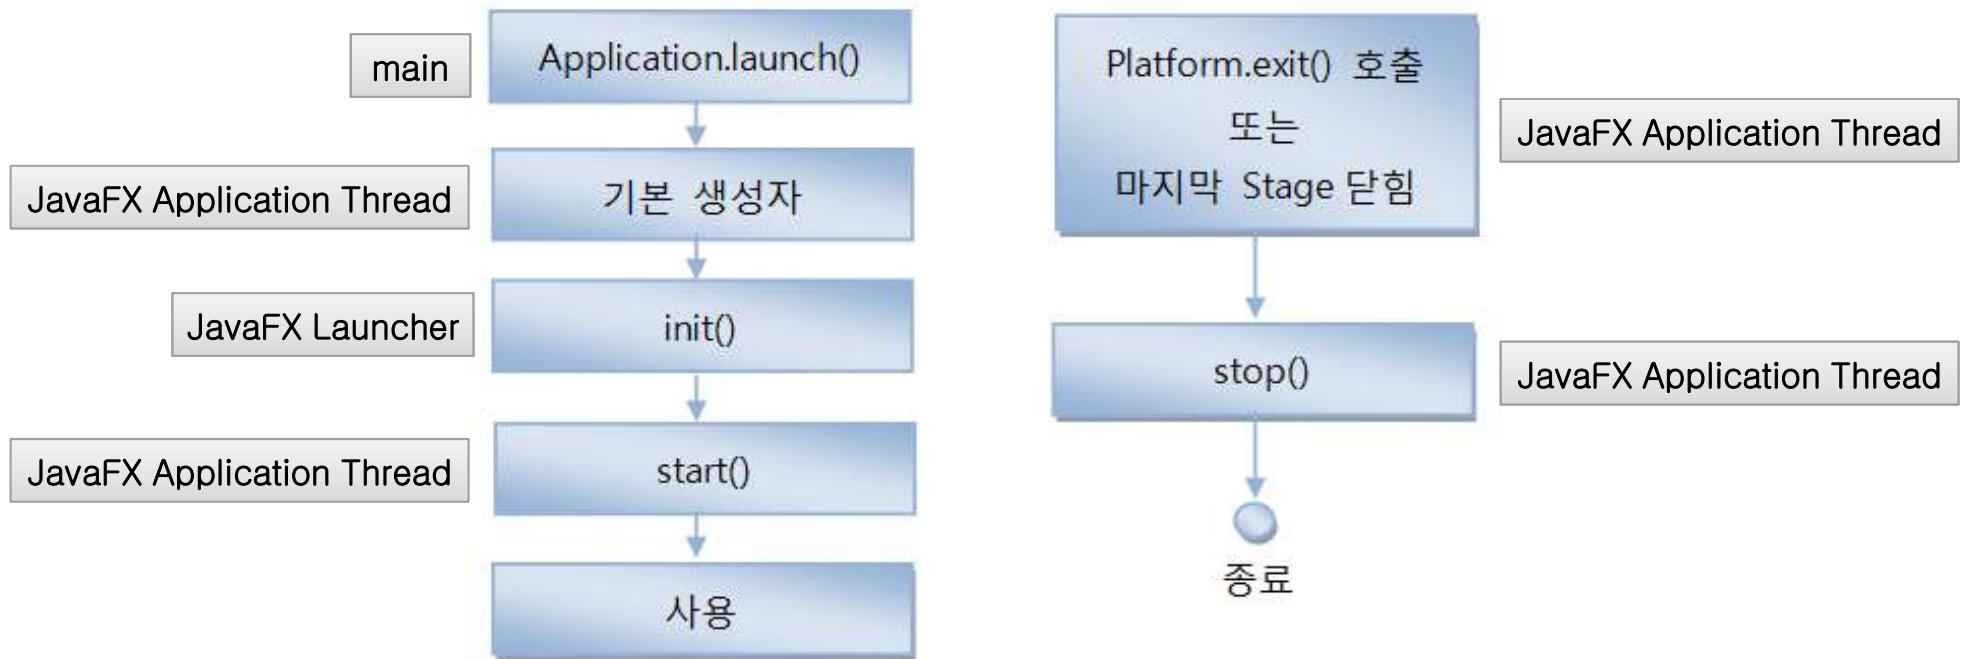 main
Application.launch()
JavaFX Application Thread
기본 생성자
JavaFX Launcher
init()
JavaFX Application Thread
start()
사용
Platform.exit() 호출
또는
마지막 Stage 닫힘
JavaFX Application Thread
stop()
JavaFX Application Thread
종료